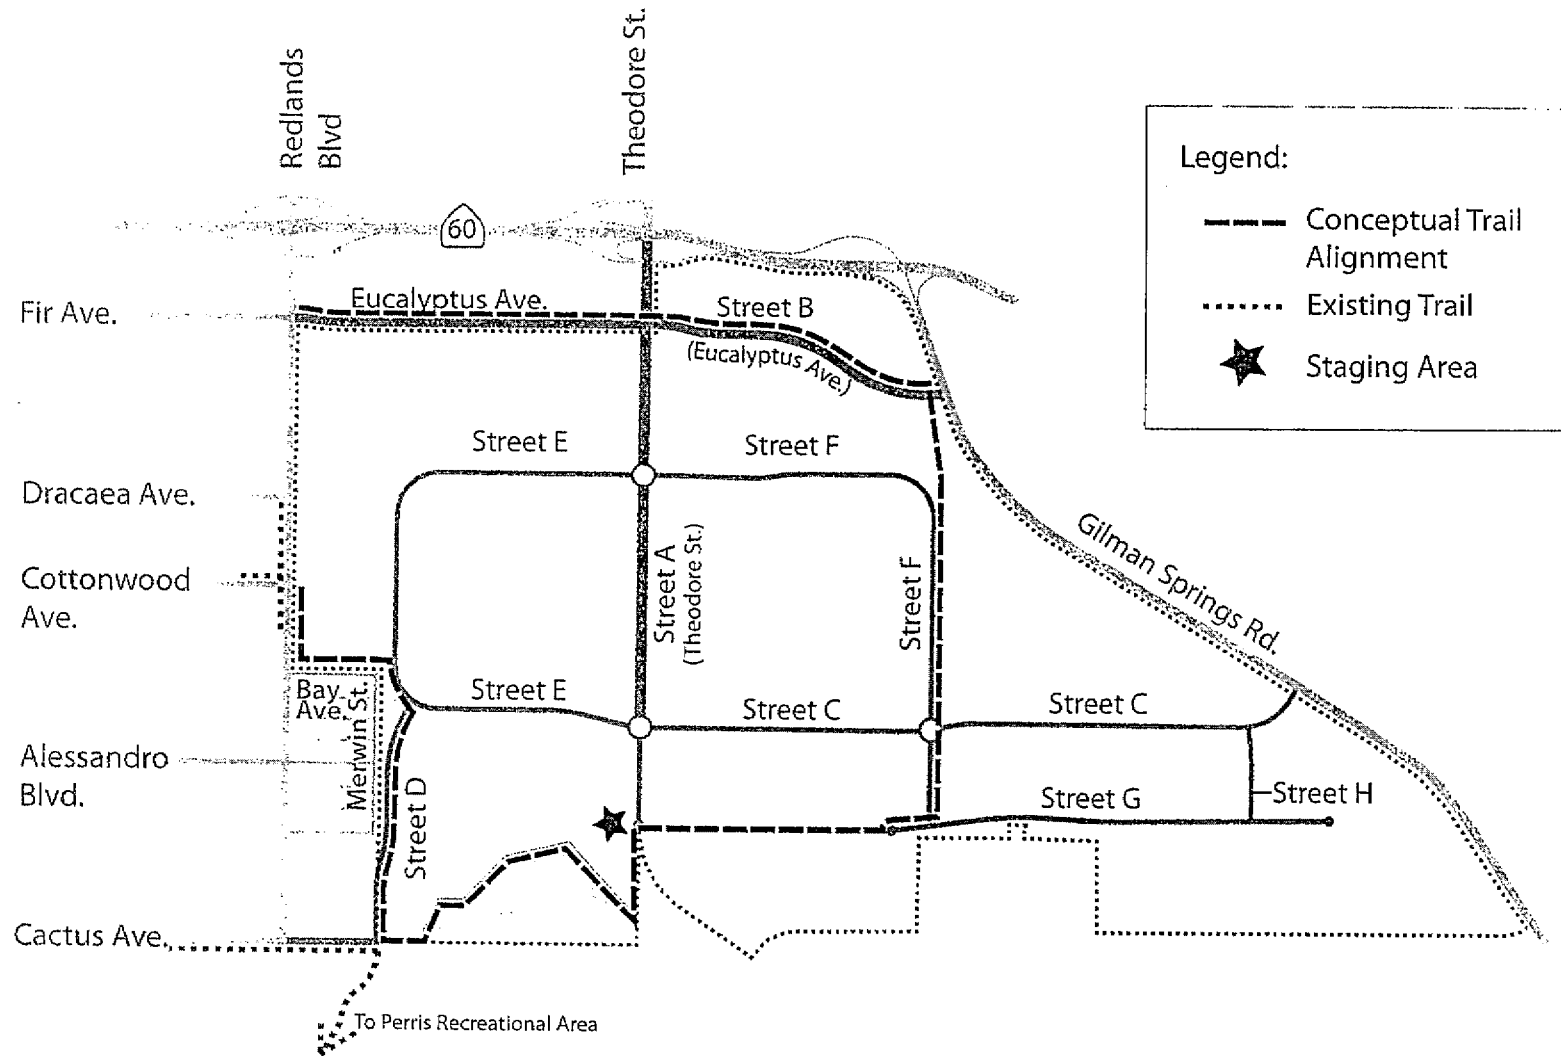 Redlands
Blvd
Theodore St.
60
Legend:
Conceptual Trail
Alignment
Existing Trail
Staging Area
Fir Ave.
Eucalyptus Ave.
Street B
(Eucalyptus Ave.)
Street E
Street F
Dracaea Ave.
Cottonwood
Ave.
Street A
(Theodore St.)
Street F
Gilman Springs Rd.
Bay
Ave.
Merwin St.
Street E
Street C
Street C
Alessandro
Blvd.
Street D
Street G
Street H
Cactus Ave.
To Perris Recreational Area